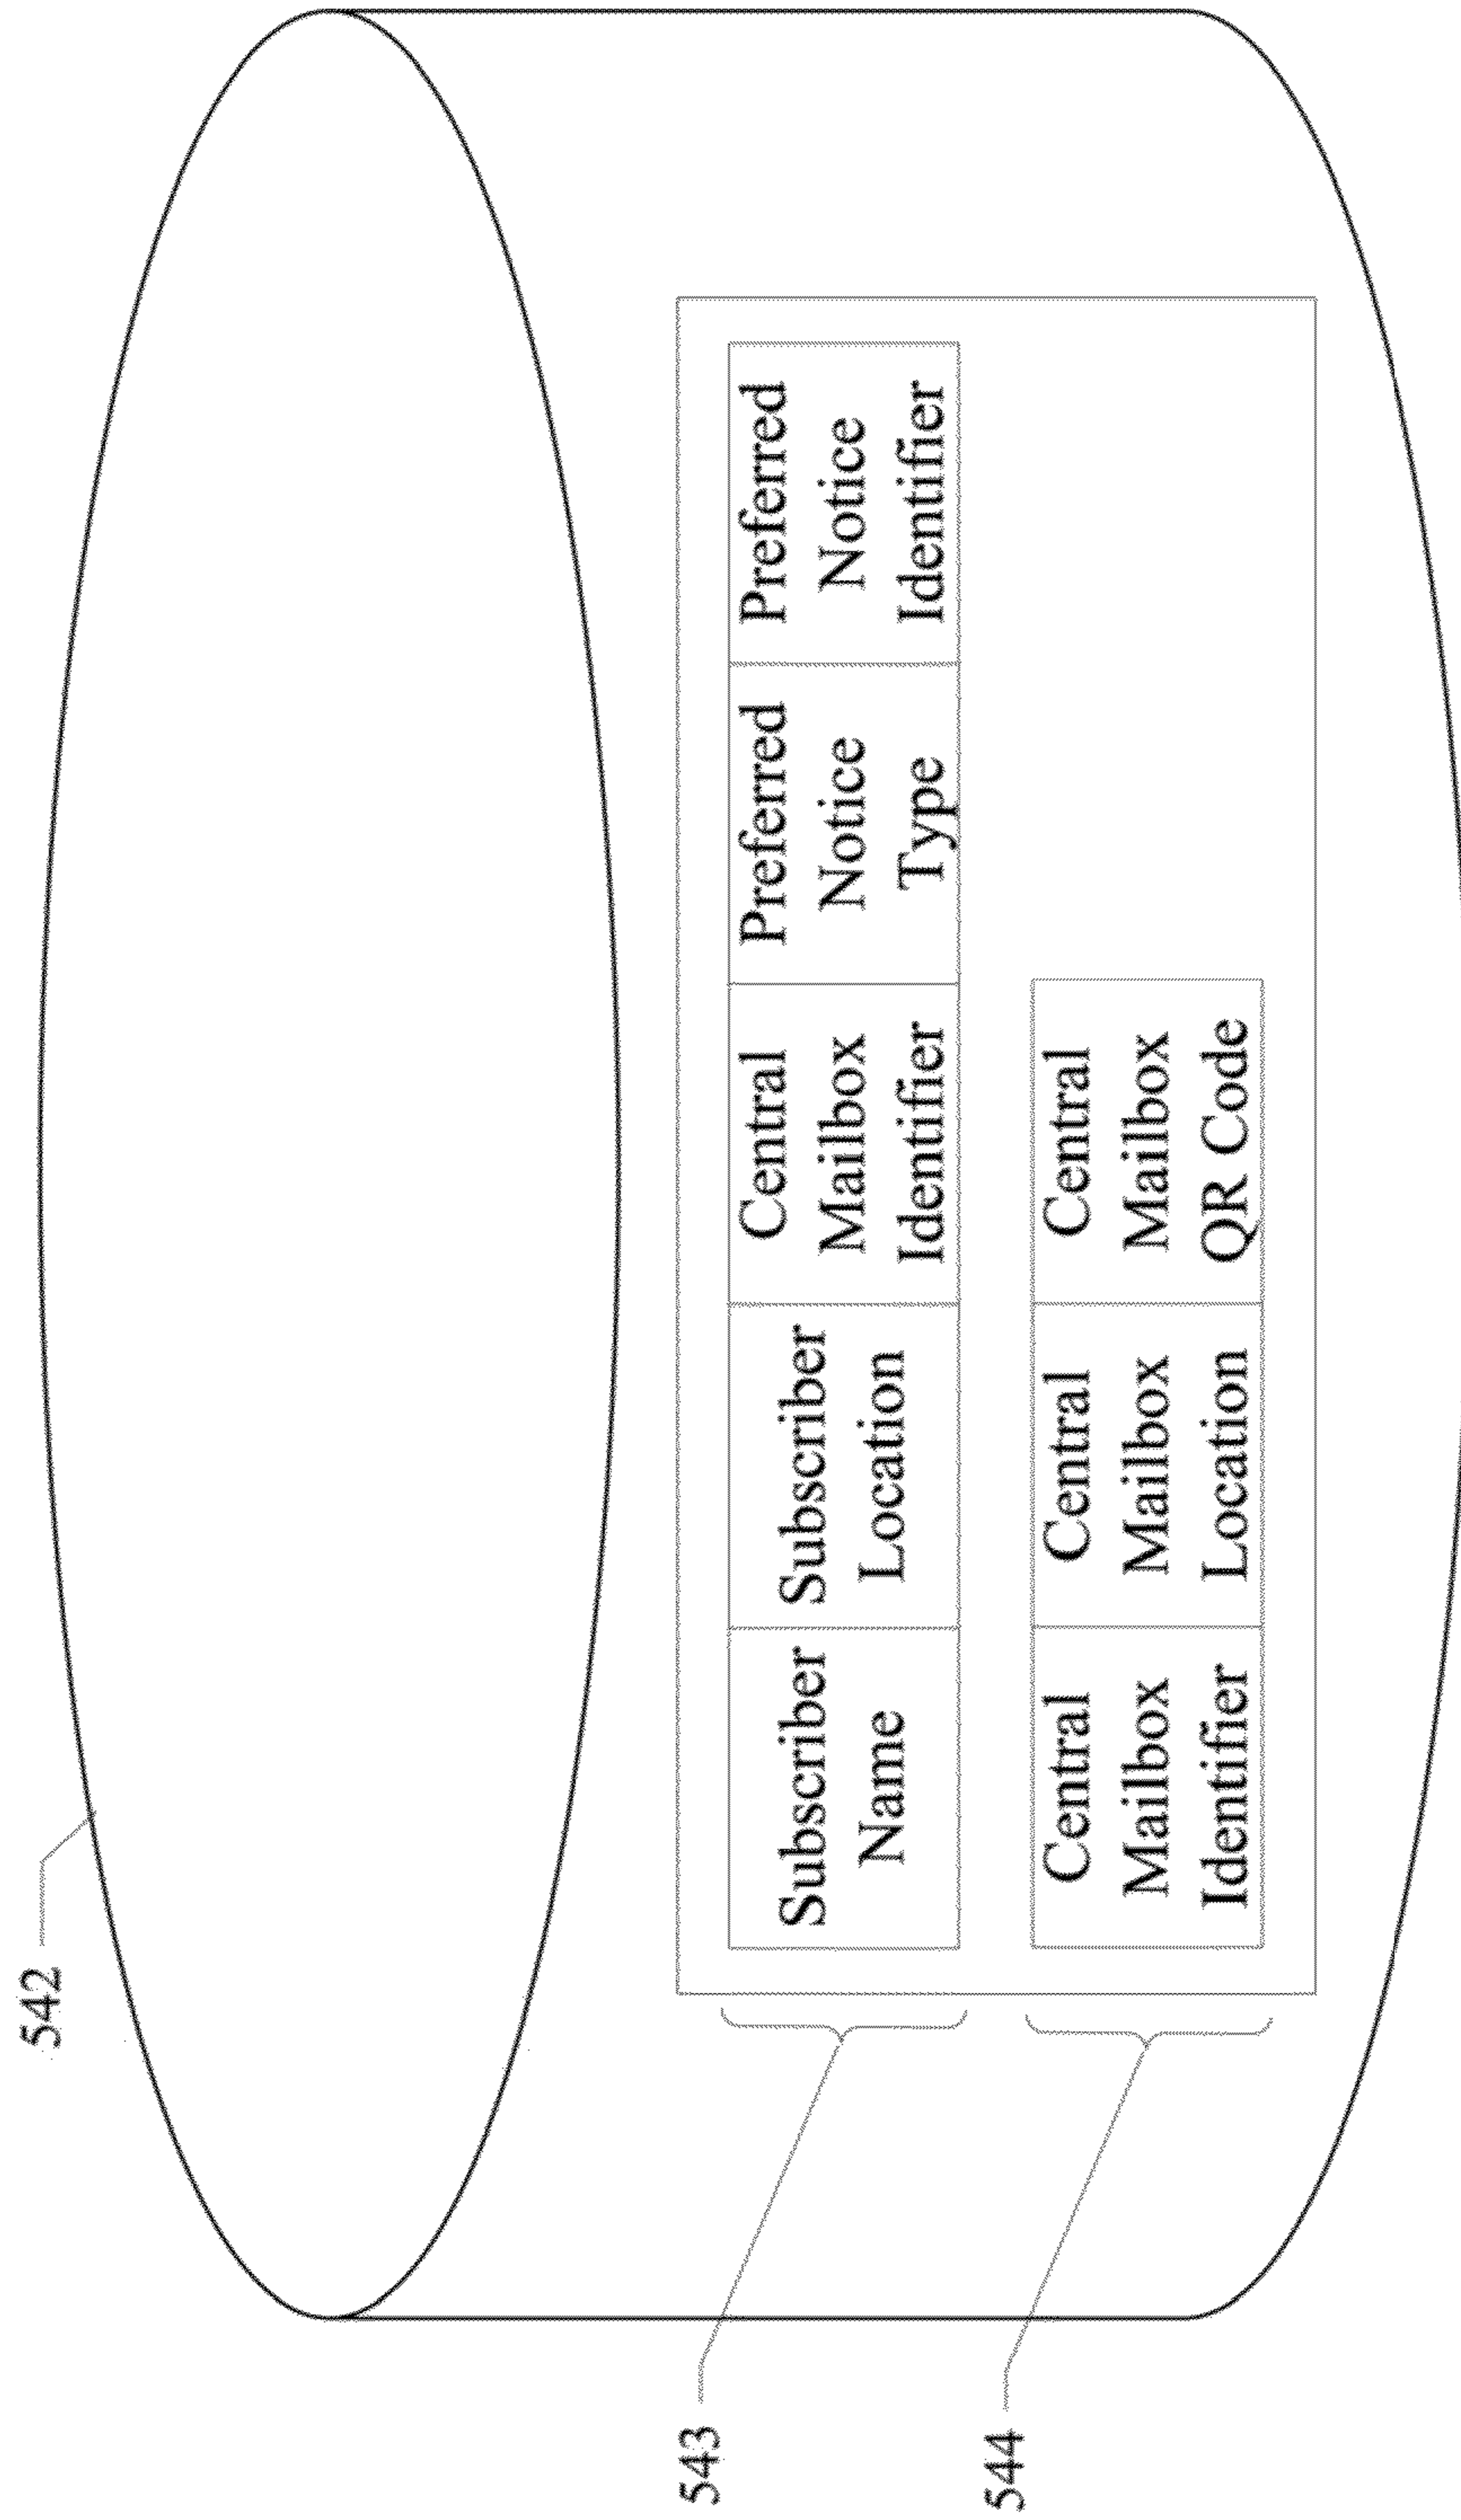 542
543
Subscriber
Name
Subscriber
Location
Central
Mailbox
Identifier
Preferred
Notice
Type
Preferred
Notice
Identifier
544
Central
Mailbox
Identifier
Central
Mailbox
Location
Central
Mailbox
QR Code